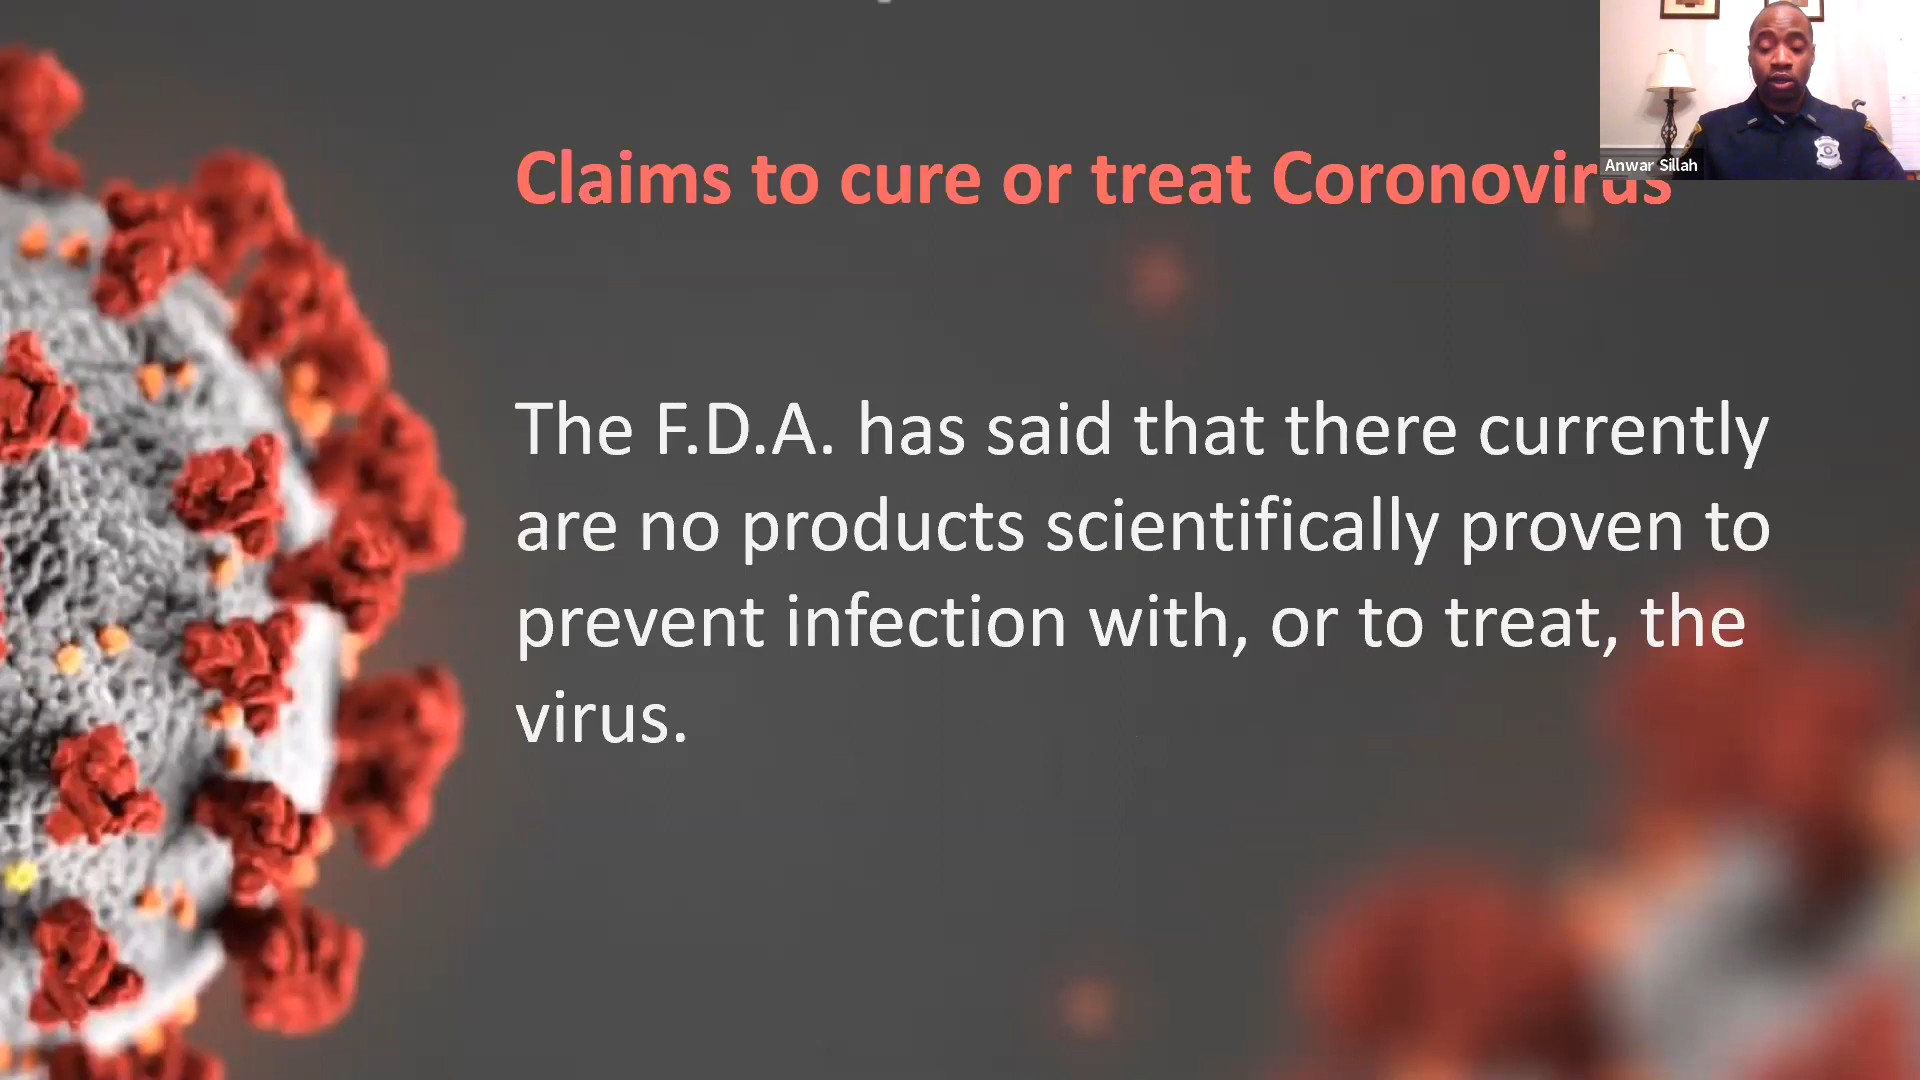 Claims to cure or treat Coronovirus
Anwar Sillah
The F.D.A. has said that there currently
are no products scientifically proven to
prevent infection with, or to treat, the
virus.